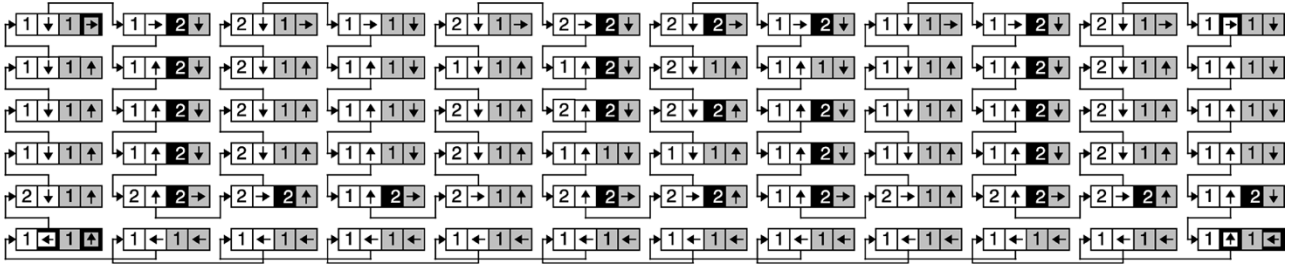 1 ↓ 1 → 1 → 2 ↓ 2 ↓ 1 → 1 → 1 ↓ 2 ↓ 1 → 2 → 2 ↓ 2 ↓ 2 → 1 → 2 ↓ 1 ↓ 1 → 1 → 2 ↓ 2 ↓ 1 → 1 → 1 ↓
1 ↓ 1 ↑ 1 ↑ 2 ↓ 2 ↓ 1 ↑ 1 ↑ 1 ↓ 1 ↓ 1 ↑ 1 ↑ 2 ↓ 2 ↓ 1 ↑ 1 ↑ 1 ↓ 1 ↓ 1 ↑ 1 ↑ 2 ↓ 2 ↓ 1 ↑ 1 ↑ 1 ↓
1 ↓ 1 ↑ 1 ↑ 2 ↓ 2 ↓ 1 ↑ 1 ↑ 1 ↓ 2 ↓ 1 ↑ 2 ↑ 2 ↓ 2 ↓ 2 ↑ 1 ↑ 2 ↓ 1 ↓ 1 ↑ 1 ↑ 2 ↓ 2 ↓ 1 ↑ 1 ↑ 1 ↓
1 ↓ 1 ↑ 1 ↑ 2 ↓ 2 ↓ 1 ↑ 1 ↑ 1 ↓ 2 ↓ 1 ↑ 1 ↑ 1 ↓ 1 ↓ 2 ↑ 1 ↑ 2 ↓ 1 ↓ 1 ↑ 1 ↑ 2 ↓ 2 ↓ 1 ↑ 1 ↑ 1 ↓
2 ↓ 1 ↑ 1 ↑ 2 → 2 → 2 ↑ 1 ↑ 2 → 2 → 1 ↑ 2 ↑ 2 → 2 → 2 ↑ 1 ↑ 2 → 2 → 1 ↑ 2 ↑ 2 → 2 → 2 ↑ 1 ↑ 2 ↓
1 ← 1 ↑ 1 ← 1 ← 1 ← 1 ← 1 ← 1 ← 1 ← 1 ← 1 ← 1 ← 1 ← 1 ← 1 ← 1 ← 1 ← 1 ← 1 ← 1 ← 1 ← 1 ← 1 ↑ 1 ←